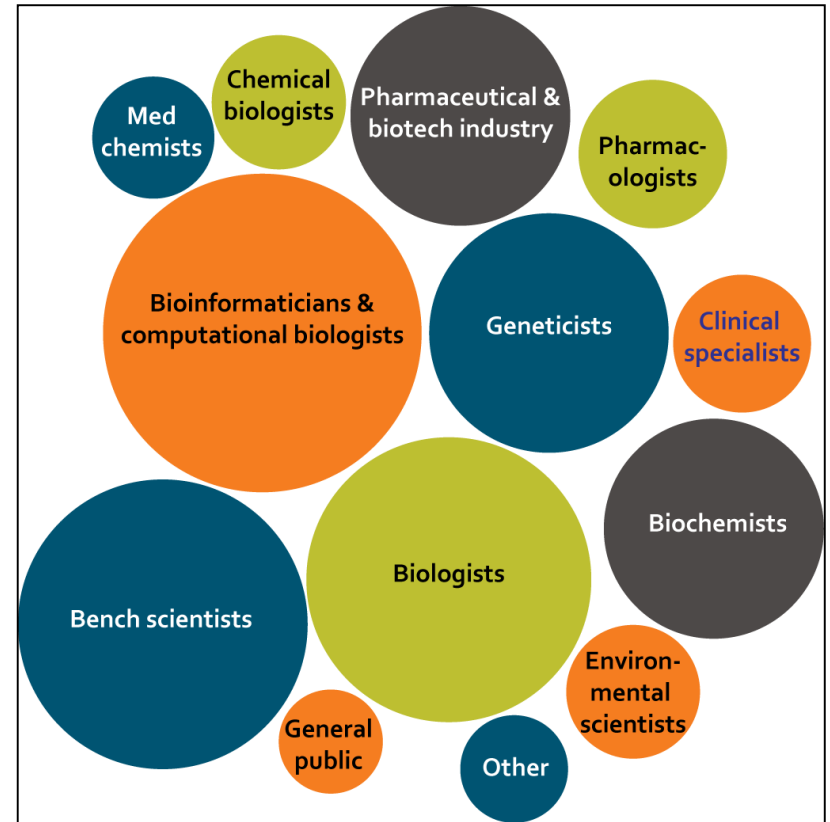 Med
chemists
Chemical
biologists
Pharmaceutical &
biotech industry
Pharmac-
ologists
Bioinformaticians &
computational biologists
Geneticists
Clinical
specialists
Biochemists
Biologists
Bench scientists
Environ-
mental
scientists
General
public
Other